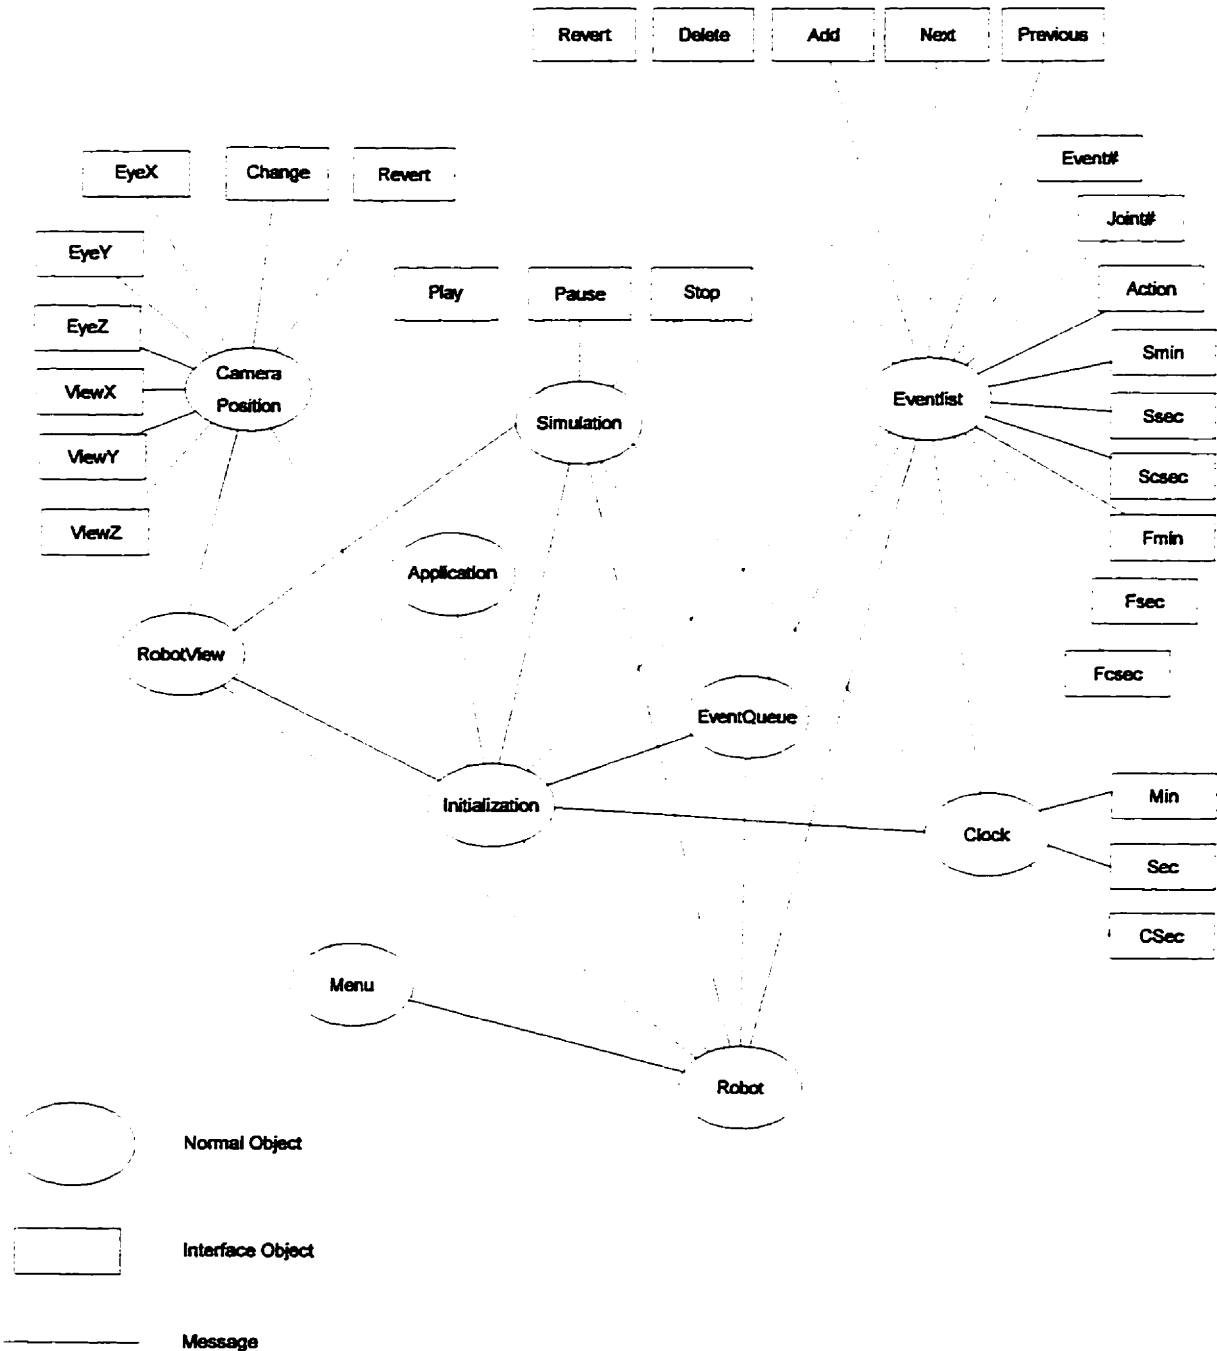 Revert
Delete
Add
Next
Previous
EyeX
Change
Revert
Event#
Joint#
EyeY
EyeZ
ViewX
ViewY
ViewZ
Camera
Position
Play
Pause
Stop
Action
Smin
Ssec
Scsec
Fmin
Fsec
Fcsec
Simulation
Eventlist
Application
RobotView
EventQueue
Initialization
Clock
Min
Sec
CSec
Menu
Robot
Normal Object
Interface Object
Message